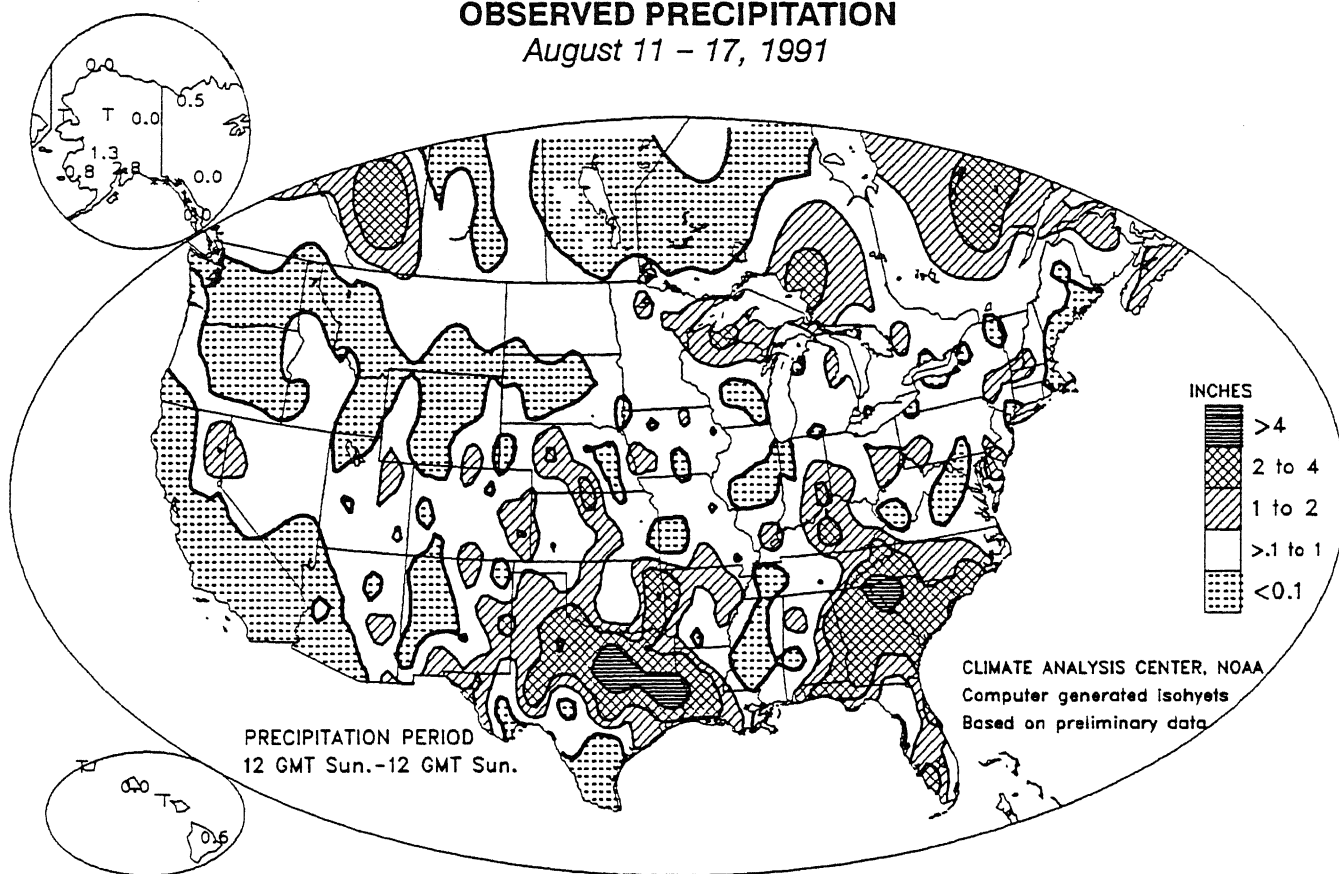 OBSERVED PRECIPITATION
August 11 – 17, 1991
0.0
0.5
T T 0.0
1.3
0.8 .8
0.0
0.0
INCHES
>4
2 to 4
1 to 2
>.1 to 1
<0.1
CLIMATE ANALYSIS CENTER, NOAA
Computer generated isohyets
Based on preliminary data
PRECIPITATION PERIOD
12 GMT Sun.-12 GMT Sun.
T
0.0
T
0.6